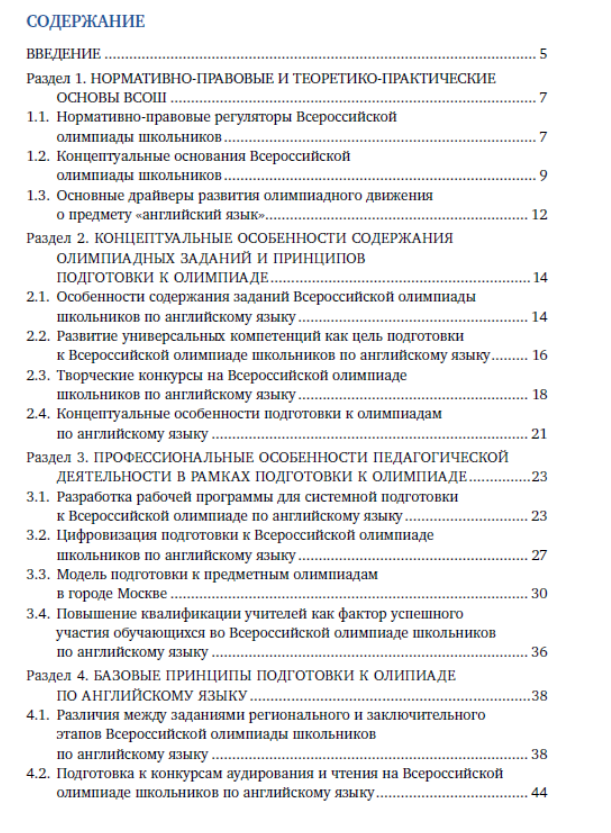 СОДЕРЖАНИЕ
ВВЕДЕНИЕ ........ 5
Раздел 1. НОРМАТИВНО-ПРАВОВЫЕ И ТЕОРЕТИКО-ПРАКТИЧЕСКИЕ
ОСНОВЫ ВСОШ ........ 7
1.1. Нормативно-правовые регуляторы Всероссийской
олимпиады школьников ........ 7
1.2. Концептуальные основания Всероссийской
олимпиады школьников ........ 9
1.3. Основные драйверы развития олимпиадного движения
о предмету «английский язык» ........ 12
Раздел 2. КОНЦЕПТУАЛЬНЫЕ ОСОБЕННОСТИ СОДЕРЖАНИЯ
ОЛИМПИАДНЫХ ЗАДАНИЙ И ПРИНЦИПОВ
ПОДГОТОВКИ К ОЛИМПИАДЕ ........ 14
2.1. Особенности содержания заданий Всероссийской олимпиады
школьников по английскому языку ........ 14
2.2. Развитие универсальных компетенций как цель подготовки
к Всероссийской олимпиаде школьников по английскому языку ........ 16
2.3. Творческие конкурсы на Всероссийской олимпиаде
школьников по английскому языку ........ 18
2.4. Концептуальные особенности подготовки к олимпиадам
по английскому языку ........ 21
Раздел 3. ПРОФЕССИОНАЛЬНЫЕ ОСОБЕННОСТИ ПЕДАГОГИЧЕСКОЙ
ДЕЯТЕЛЬНОСТИ В РАМКАХ ПОДГОТОВКИ К ОЛИМПИАДЕ ........ 23
3.1. Разработка рабочей программы для системной подготовки
к Всероссийской олимпиаде по английскому языку ........ 23
3.2. Цифровизация подготовки к Всероссийской олимпиаде
школьников по английскому языку ........ 27
3.3. Модель подготовки к предметным олимпиадам
в городе Москве ........ 30
3.4. Повышение квалификации учителей как фактор успешного
участия обучающихся во Всероссийской олимпиаде школьников
по английскому языку ........ 36
Раздел 4. БАЗОВЫЕ ПРИНЦИПЫ ПОДГОТОВКИ К ОЛИПИАДЕ
ПО АНГЛИЙСКОМУ ЯЗЫКУ ........ 38
4.1. Различия между заданиями регионального и заключительного
этапов Всероссийской олимпиады школьников
по английскому языку ........ 38
4.2. Подготовка к конкурсам аудирования и чтения на Всероссийской
олимпиаде школьников по английскому языку ........ 44